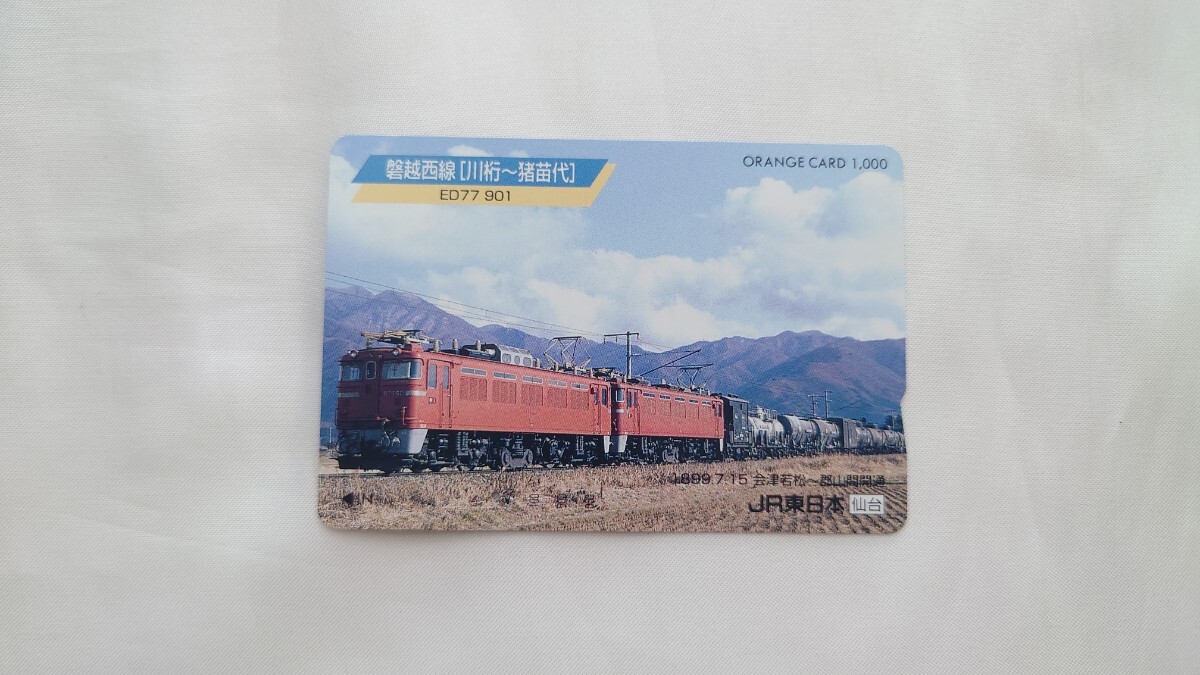 磐越西線[川桁～猪苗代]
ED77 901
ORANGE CARD 1,000
1899.7.15 会津若松～郡山間開通
◀IN
JR東日本 仙台